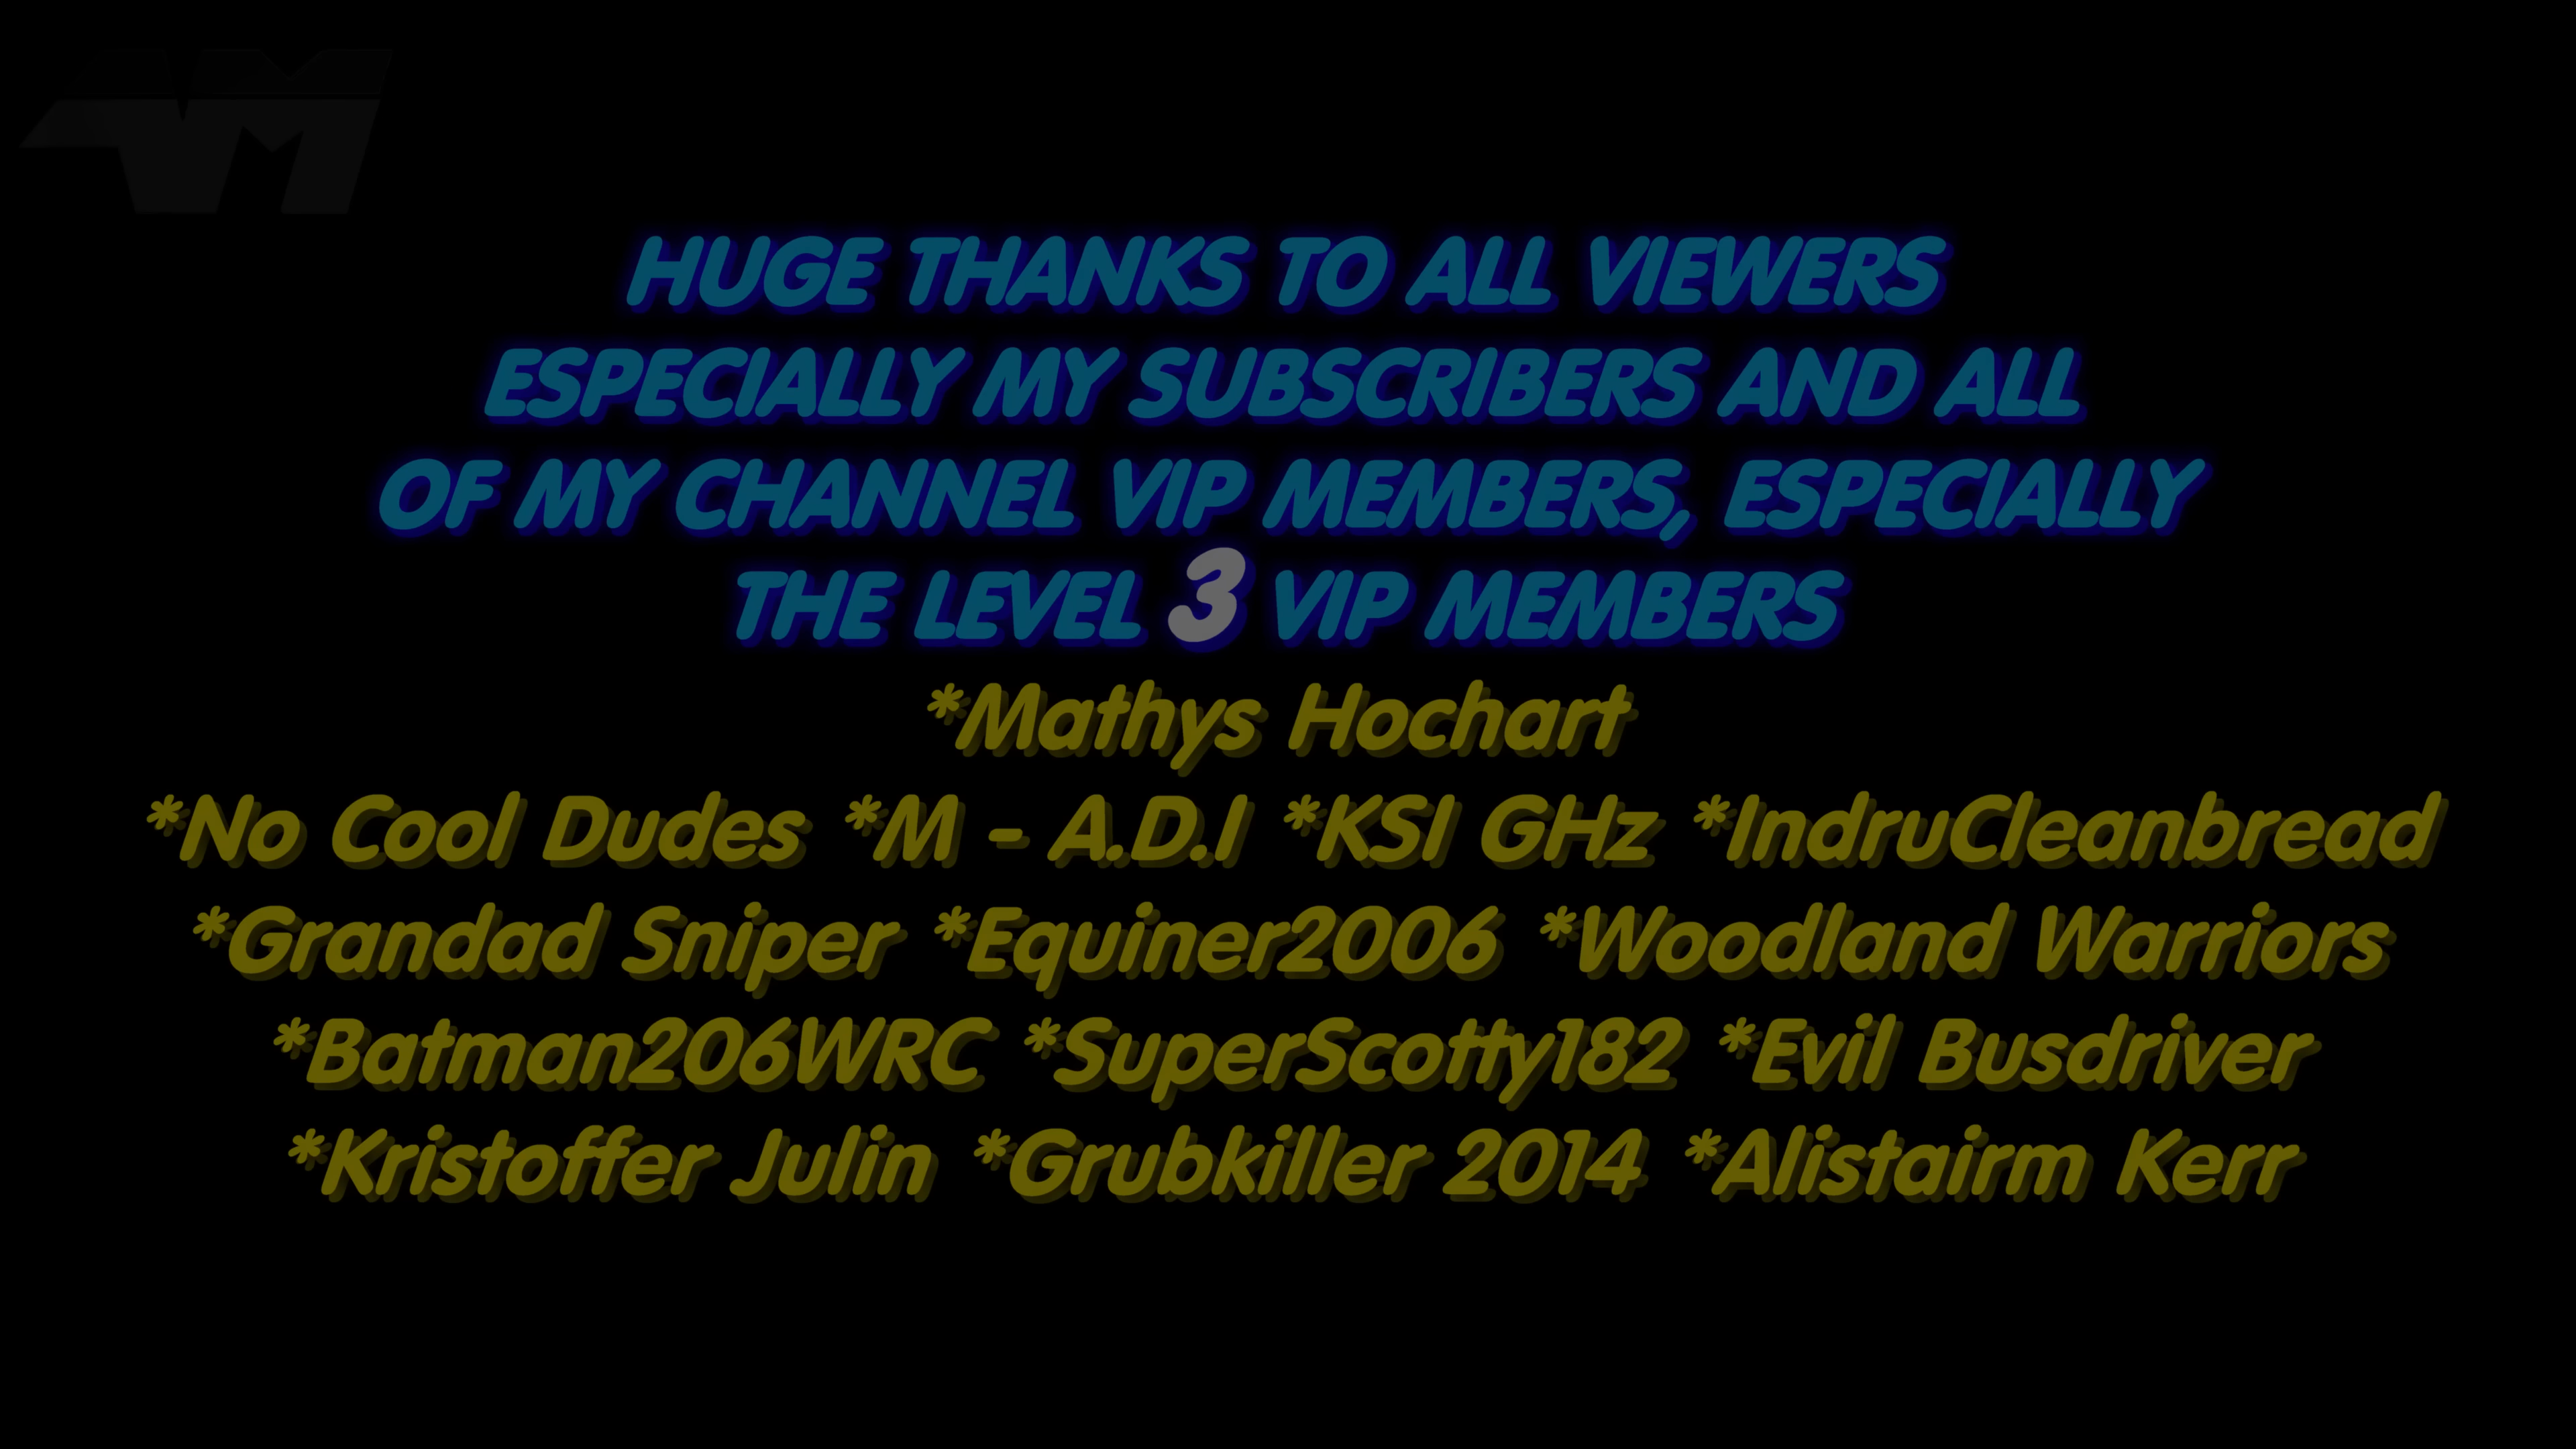 AM
HUGE THANKS TO ALL VIEWERS
ESPECIALLY MY SUBSCRIBERS AND ALL
OF MY CHANNEL VIP MEMBERS, ESPECIALLY
THE LEVEL 3 VIP MEMBERS
*Mathys Hochart
*No Cool Dudes *M - A.D.I *KSI GHz *IndruCleanbread
*Grandad Sniper *Equiner2006 *Woodland Warriors
*Batman206WRC *SuperScotty182 *Evil Busdriver
*Kristoffer Julin *Grubkiller 2014 *Alistairm Kerr